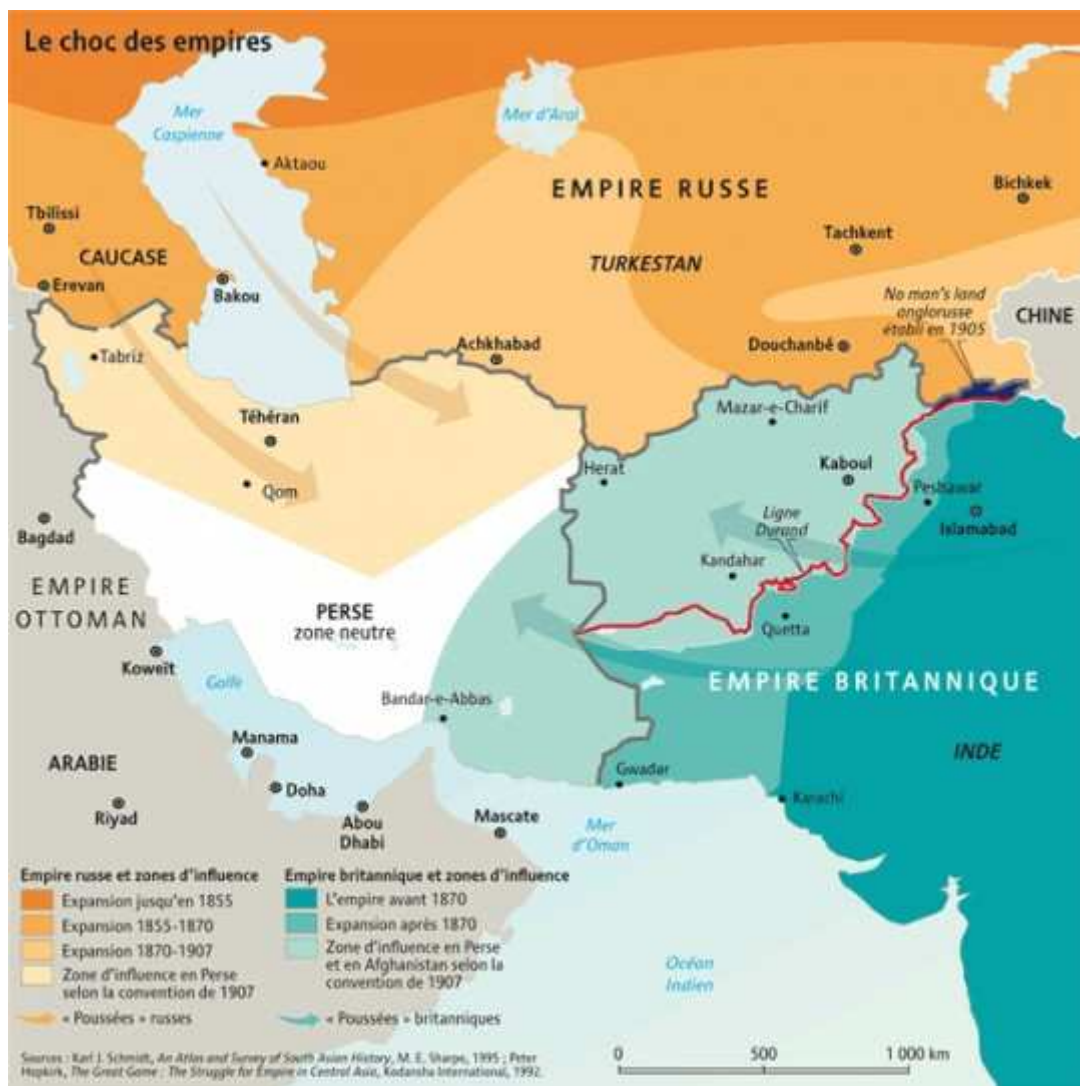 Le choc des empires
Mer
Caspienne
Mer d'Aral
Aktaou
EMPIRE RUSSE
Bichkek
Tbilissi
Tachkent
CAUCASE
TURKESTAN
Erevan
Bakou
No man's land
anglorusse
établi en 1905
CHINE
Achkhabad
Douchanbé
Tabriz
Mazar-e-Charif
Téhéran
Herat
Kaboul
Qom
Peshawar
Ligne
Durand
Islamabad
Bagdad
Kandahar
EMPIRE
OTTOMAN
PERSE
zone neutre
Quetta
Koweït
Golfe
EMPIRE BRITANNIQUE
Bandar-e-Abbas
Manama
INDE
ARABIE
Gwadar
Doha
Karachi
Riyad
Abou
Dhabi
Mascate
Mer
d'Oman
Empire russe et zones d'influence
Expansion jusqu'en 1855
Expansion 1855-1870
Expansion 1870-1907
Zone d'influence en Perse
selon la convention de 1907
« Poussées » russes
Empire britannique et zones d'influence
L'empire avant 1870
Expansion après 1870
Zone d'influence en Perse
et en Afghanistan selon la
convention de 1907
« Poussées » britanniques
Océan
Indien
Sources : Karl J. Schmidt, An Atlas and Survey of South Asian History, M. E. Sharpe, 1995 ; Peter
Hopkirk, The Great Game : The Struggle for Empire in Central Asia, Kodansha International, 1992.
0 500 1 000 km